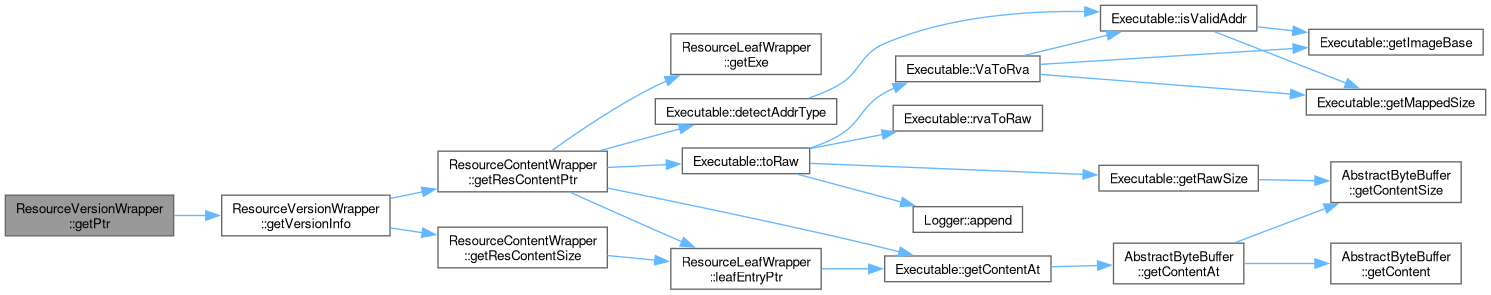 ResourceVersionWrapper
::getPtr
ResourceVersionWrapper
::getVersionInfo
ResourceContentWrapper
::getResContentPtr
ResourceContentWrapper
::getResContentSize
ResourceLeafWrapper
::getExe
Executable::detectAddrType
Executable::toRaw
ResourceLeafWrapper
::leafEntryPtr
Executable::VaToRva
Executable::rvaToRaw
Logger::append
Executable::getContentAt
Executable::isValidAddr
Executable::getRawSize
AbstractByteBuffer
::getContentAt
Executable::getImageBase
Executable::getMappedSize
AbstractByteBuffer
::getContentSize
AbstractByteBuffer
::getContent